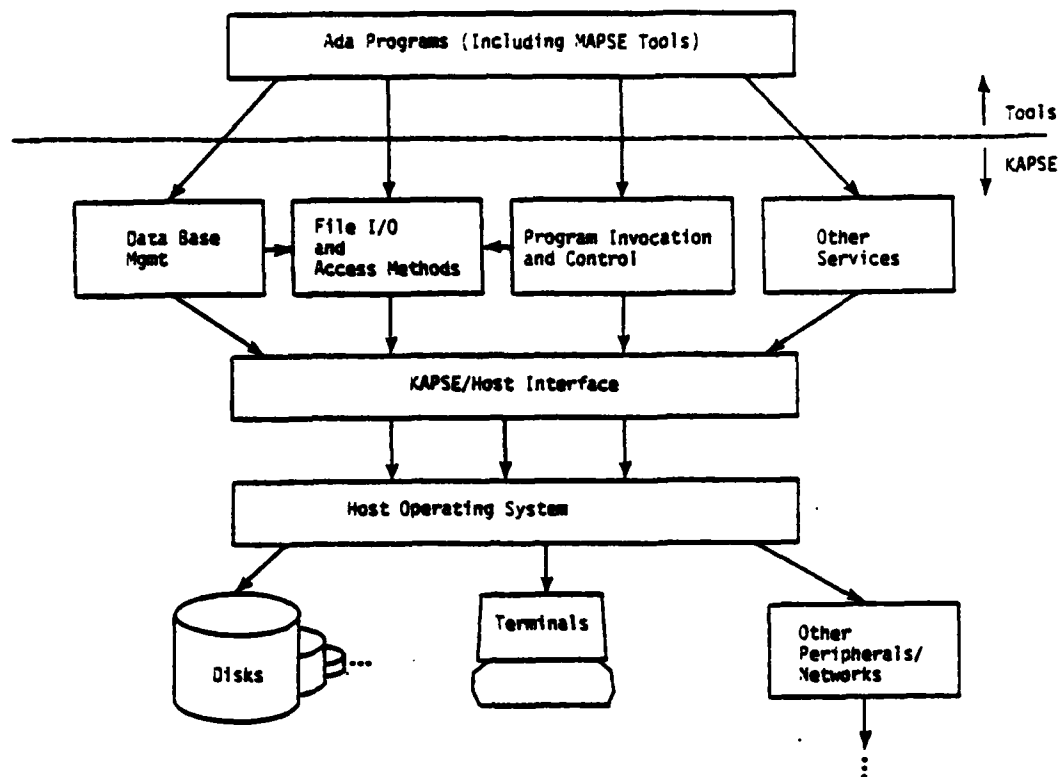 Ada Programs (Including MAPSE Tools)
Tools
KAPSE
Data Base
Mgmt
File I/O
and
Access Methods
Program Invocation
and Control
Other
Services
KAPSE/Host Interface
Host Operating System
Disks
...
Terminals
Other
Peripherals/
Networks
...